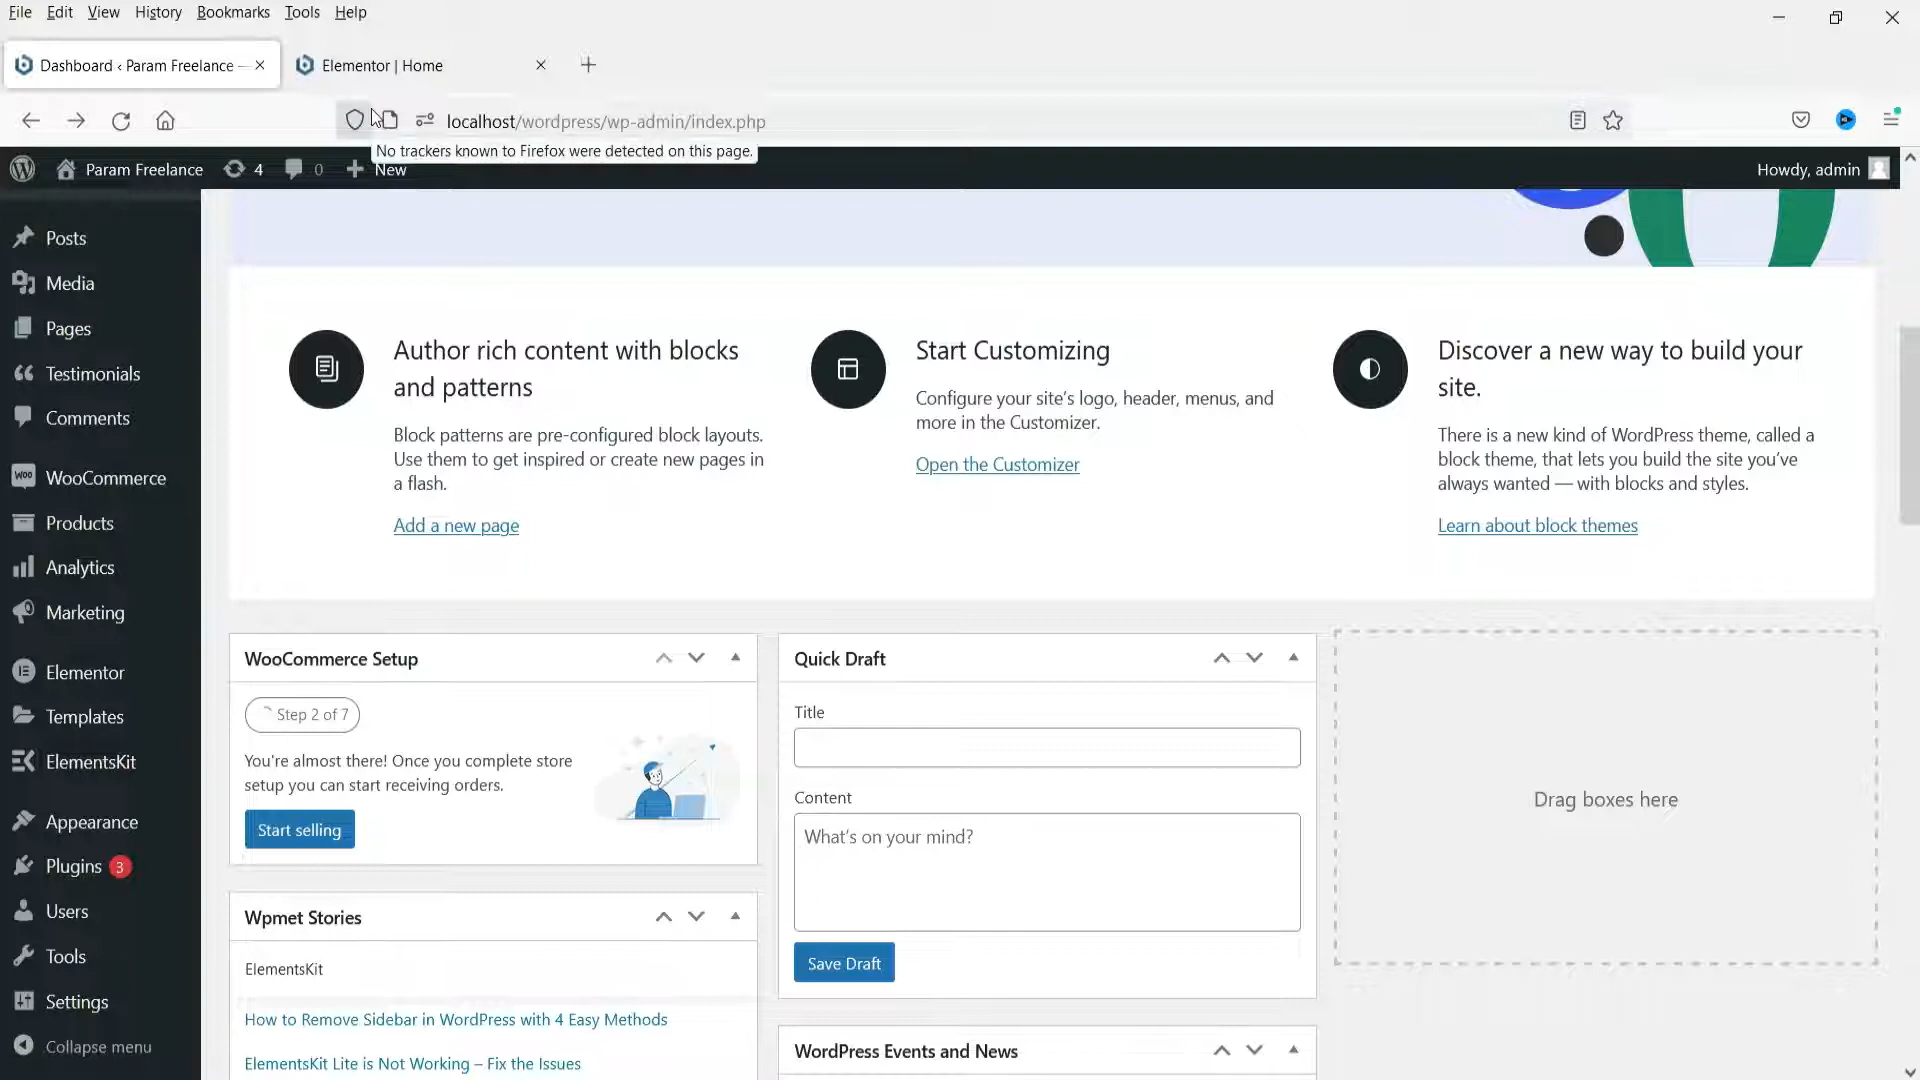 File Edit View History Bookmarks Tools Help
Dashboard ‹ Param Freelance —
Elementor | Home
localhost/wordpress/wp-admin/index.php
No trackers known to Firefox were detected on this page.
Param Freelance 4 0 New Howdy, admin
Posts
Media
Pages
Testimonials
Comments
WooCommerce
Products
Analytics
Marketing
Elementor
Templates
ElementsKit
Appearance
Plugins 3
Users
Tools
Settings
Collapse menu
Author rich content with blocks
and patterns
Block patterns are pre-configured block layouts.
Use them to get inspired or create new pages in
a flash.
Add a new page
Start Customizing
Configure your site's logo, header, menus, and
more in the Customizer.
Open the Customizer
Discover a new way to build your
site.
There is a new kind of WordPress theme, called a
block theme, that lets you build the site you've
always wanted — with blocks and styles.
Learn about block themes
WooCommerce Setup
Step 2 of 7
You're almost there! Once you complete store
setup you can start receiving orders.
Start selling
Wpmet Stories
ElementsKit
How to Remove Sidebar in WordPress with 4 Easy Methods
ElementsKit Lite is Not Working – Fix the Issues
Quick Draft
Title
Content
What's on your mind?
Save Draft
WordPress Events and News
Drag boxes here